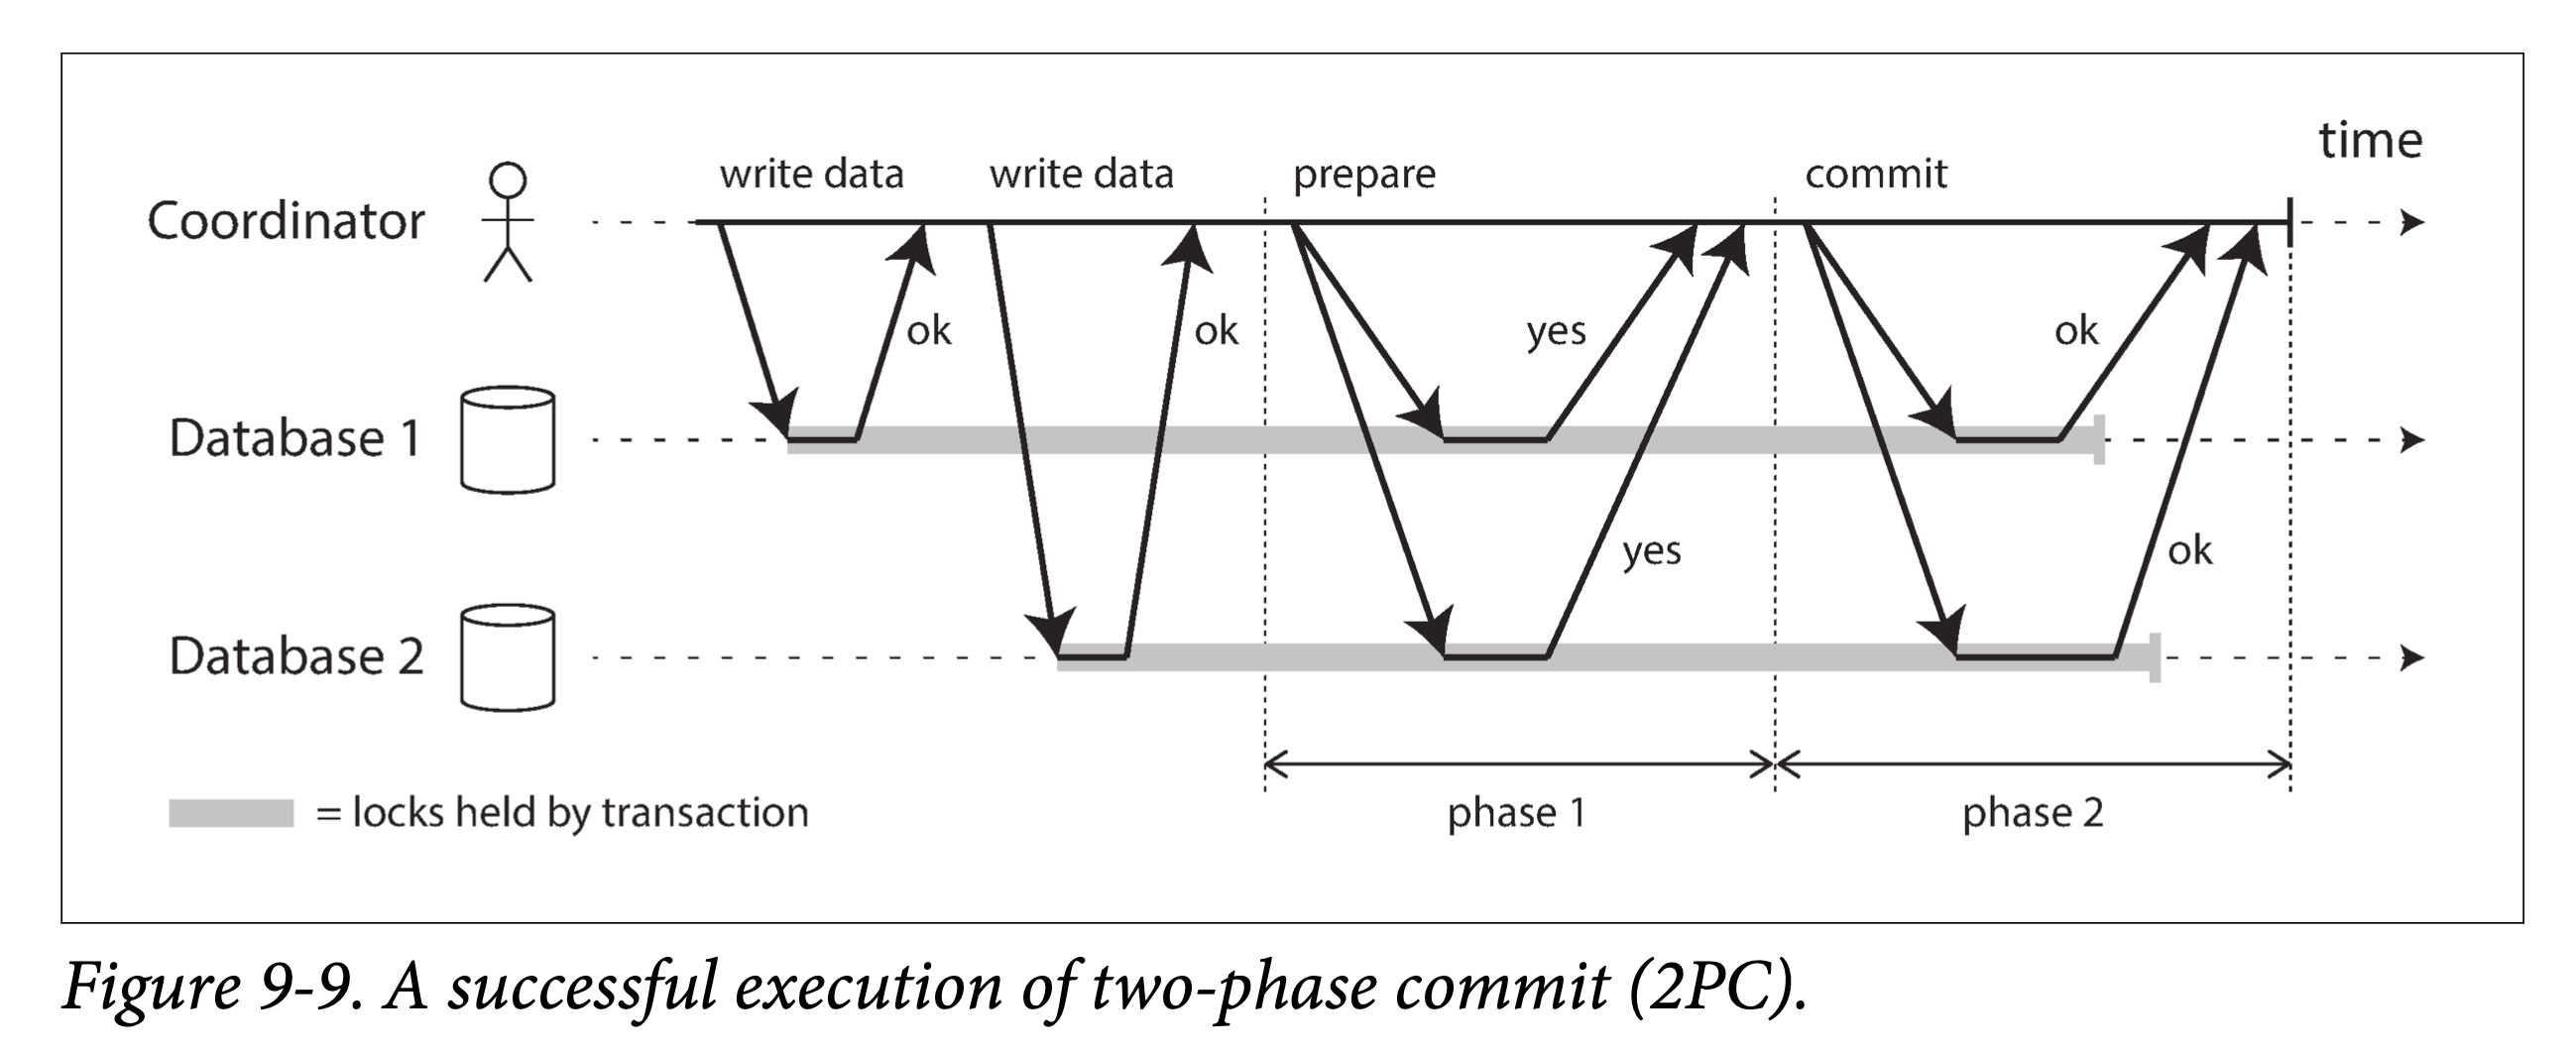 time
write data
write data
prepare
commit
Coordinator
ok
ok
yes
ok
Database 1
yes
ok
Database 2
= locks held by transaction
phase 1
phase 2
Figure 9-9. A successful execution of two-phase commit (2PC).